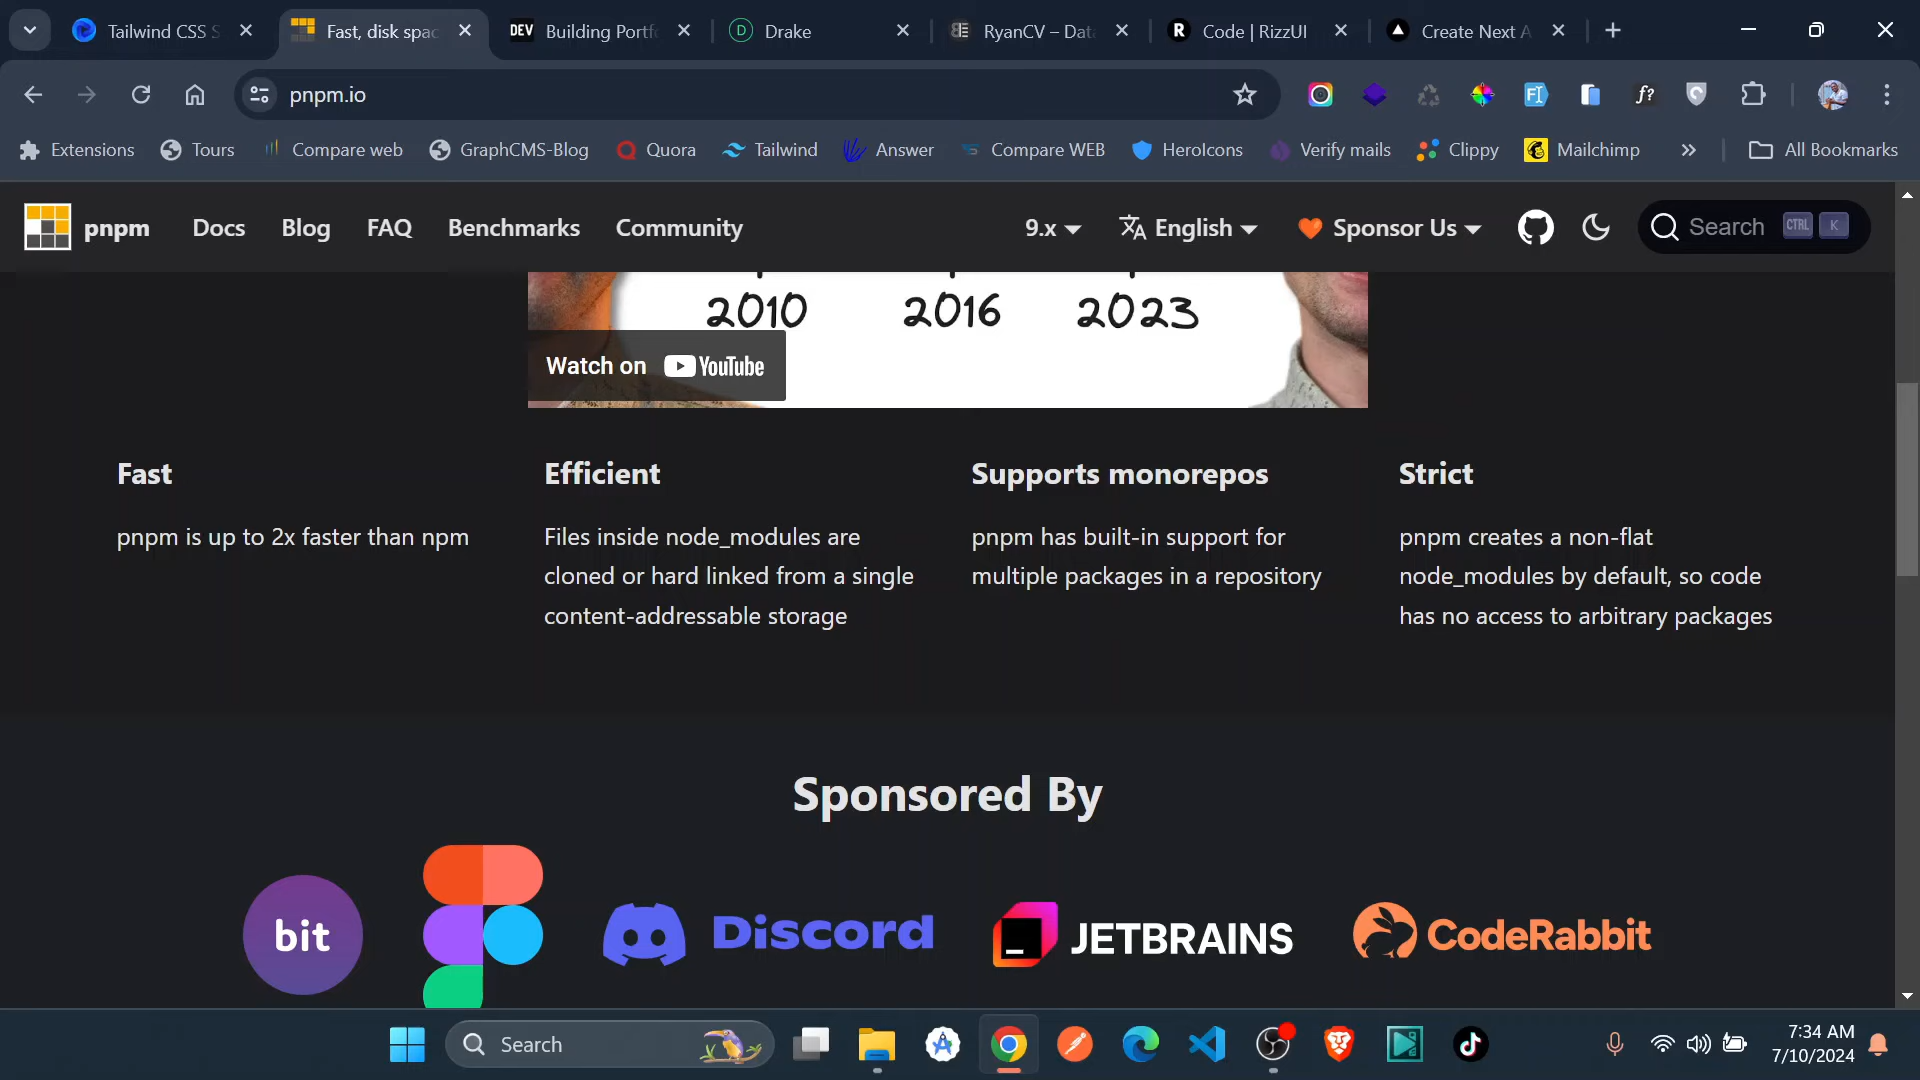 Tailwind CSS S
Fast, disk spac
DEV Building Portf
D Drake
RyanCV – Dat
R Code | RizzUI
Create Next A
pnpm.io
FI
f?
Extensions
Tours
Compare web
GraphCMS-Blog
Quora
Tailwind
Answer
Compare WEB
HeroIcons
Verify mails
Clippy
Mailchimp
»
All Bookmarks
pnpm
Docs
Blog
FAQ
Benchmarks
Community
9.x
English
Sponsor Us
Search CTRL K
2010 2016 2023
Watch on YouTube
Fast
pnpm is up to 2x faster than npm
Efficient
Files inside node_modules are
cloned or hard linked from a single
content-addressable storage
Supports monorepos
pnpm has built-in support for
multiple packages in a repository
Strict
pnpm creates a non-flat
node_modules by default, so code
has no access to arbitrary packages
Sponsored By
bit
Discord
JETBRAINS
CodeRabbit
Search
7:34 AM
7/10/2024